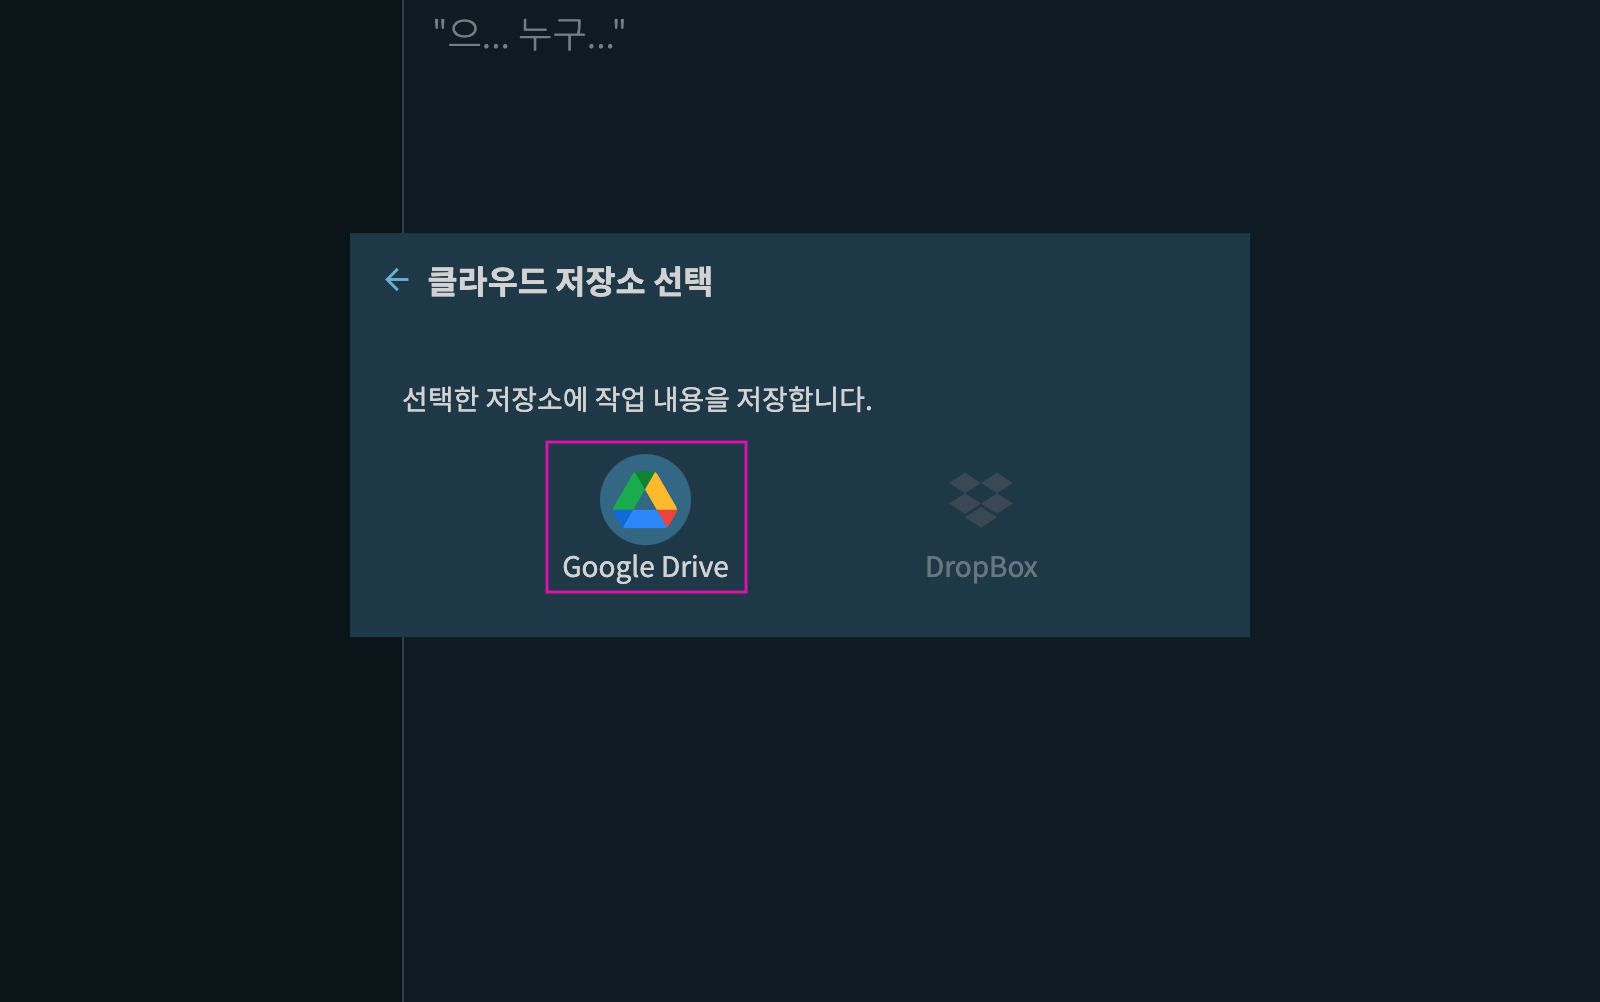 "으... 누구..."
클라우드 저장소 선택
선택한 저장소에 작업 내용을 저장합니다.
Google Drive
DropBox